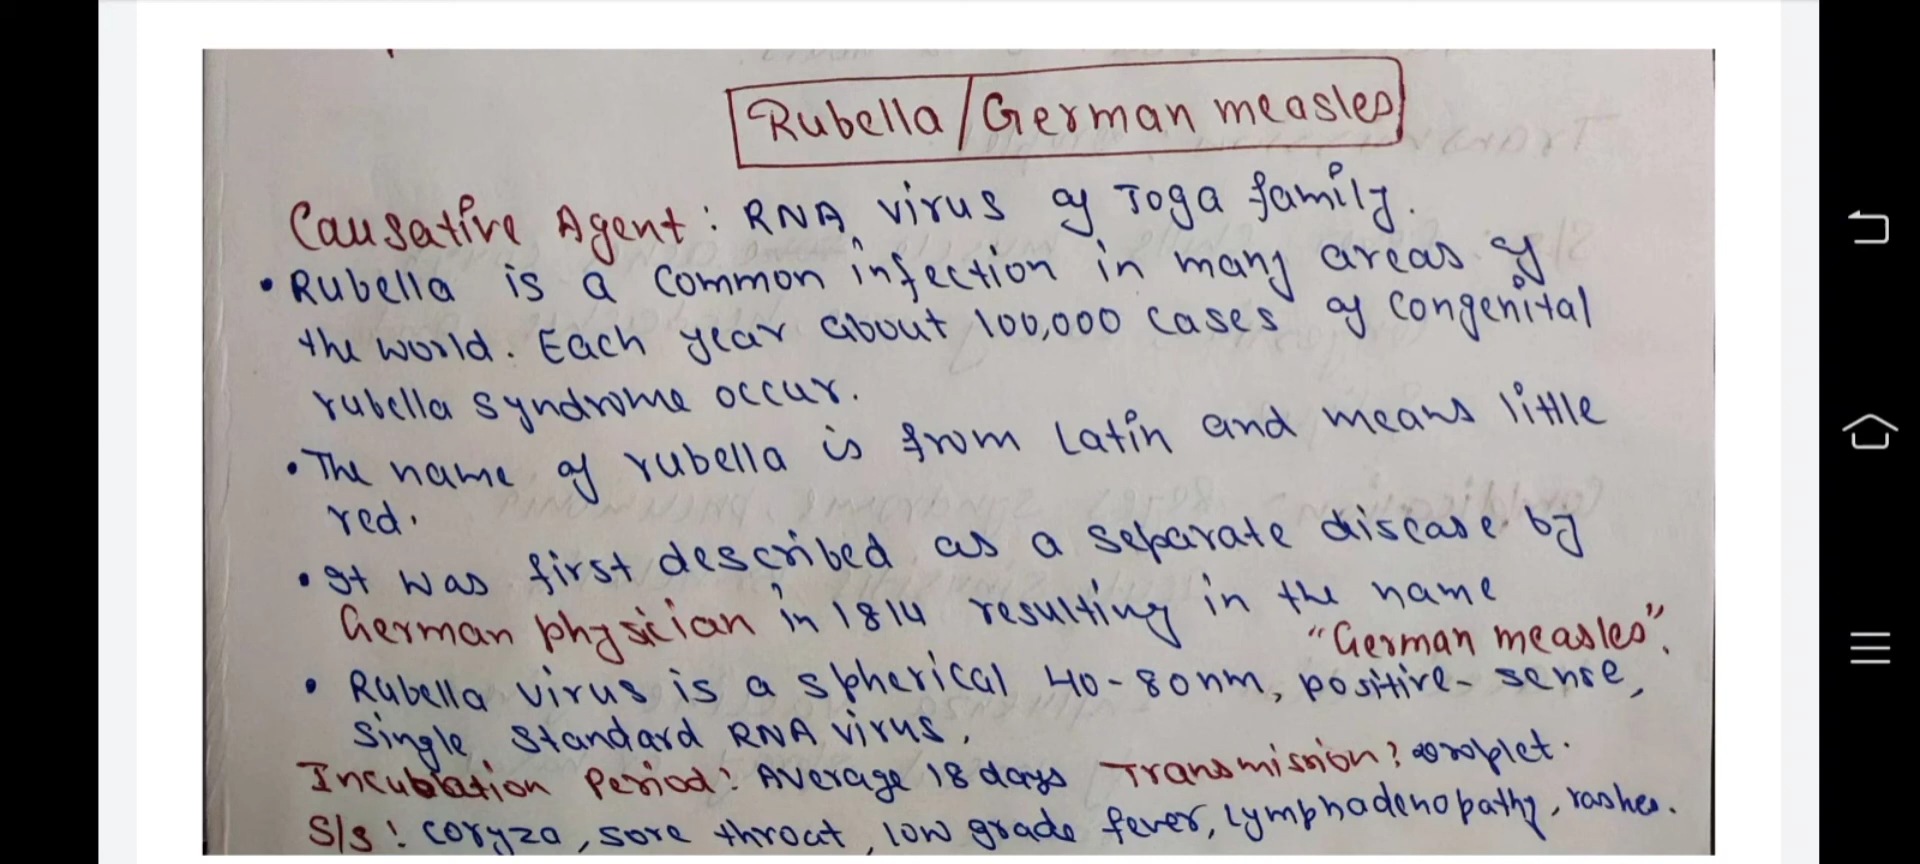 Rubella/German measles
Causative Agent: RNA virus of Toga family.
• Rubella is a common infection in many areas of
the world. Each year about 100,000 cases of congenital
rubella syndrome occur.
• The name of rubella is from Latin and means little
red.
• It was first described as a separate disease by
German physician in 1814 resulting in the name
"German measles".
• Rubella virus is a spherical 40-80nm, positive-sense,
single standard RNA virus.
Incubation Period: Average 18 days Transmission: droplet.
S/S: coryza, sore throat, low grade fever, Lymphadenopathy, rashes.